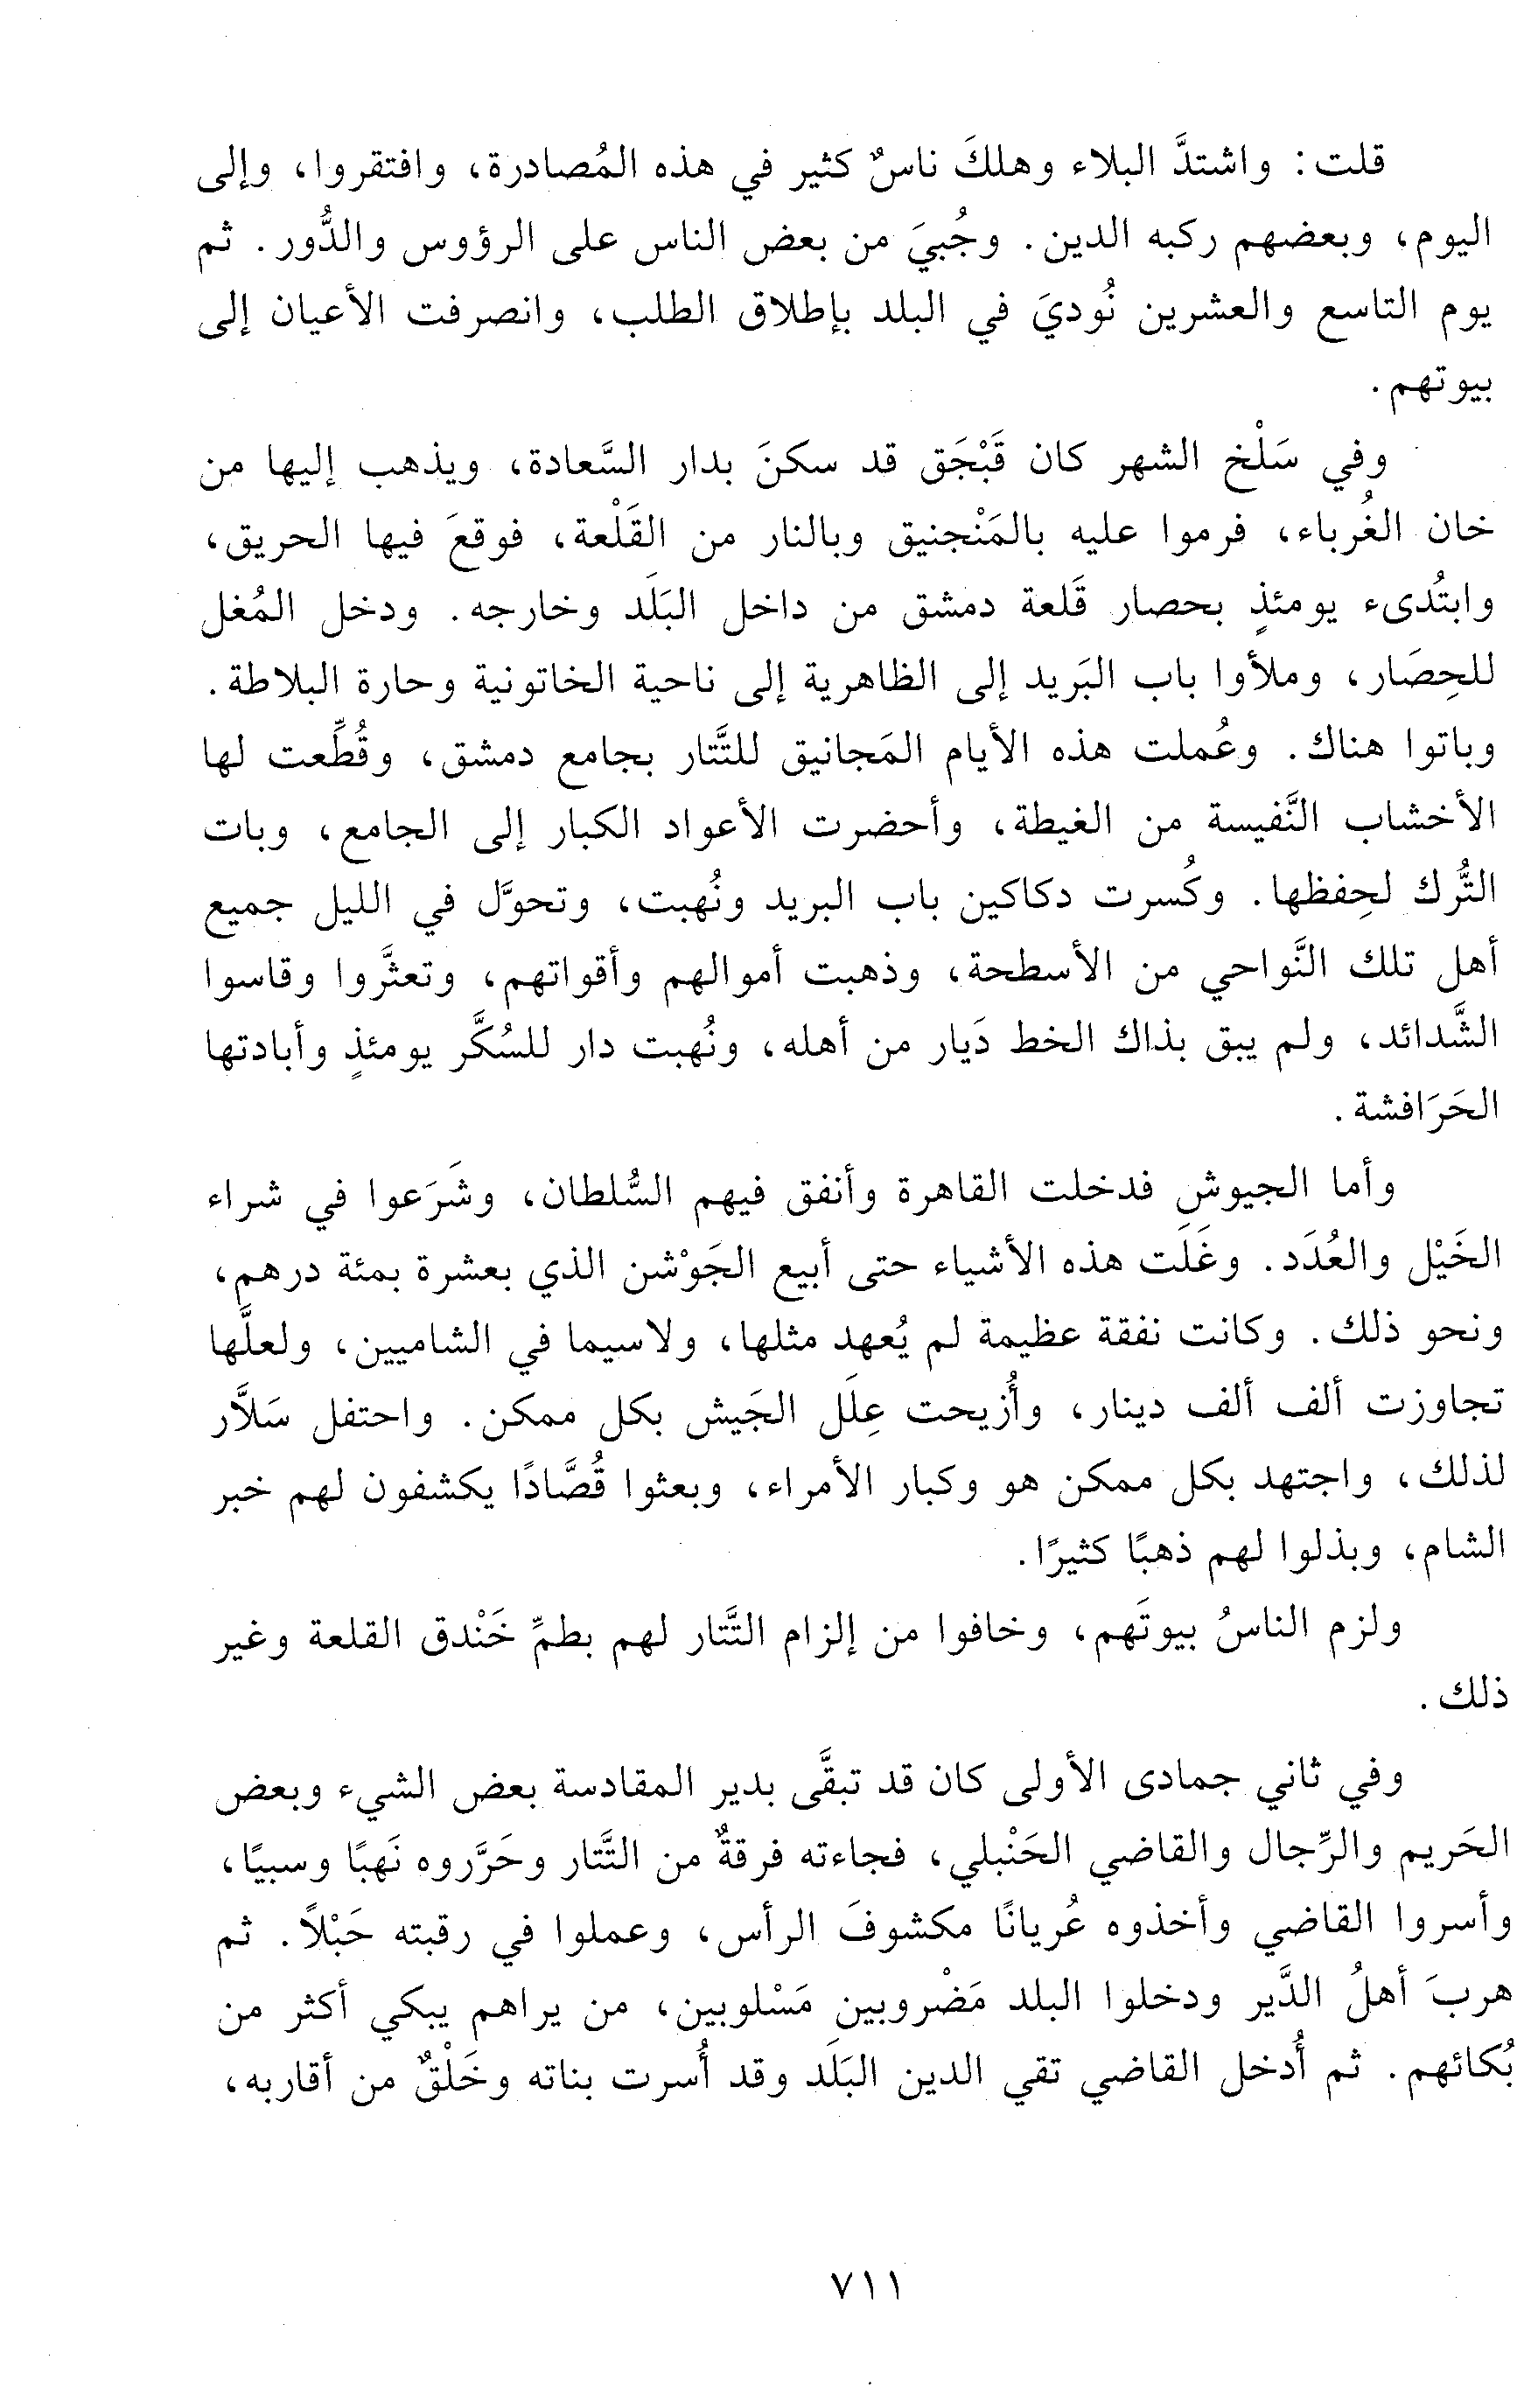 قلت: واشتدَّ البلاء وهلكَ ناسٌ كثير في هذه المُصادرة، وافتقروا، وإلى
اليوم، وبعضهم ركبه الدين. وجُبيَ من بعض الناس على الرؤوس والدُّور. ثم
يوم التاسع والعشرين نُوديَ في البلد بإطلاق الطلب، وانصرفت الأعيان إلى
بيوتهم.
وفي سَلْخ الشهر كان قَبْجَق قد سكنَ بدار السَّعادة، ويذهب إليها من
خان الغُرباء، فرموا عليه بالمَنْجنيق وبالنار من القَلْعة، فوقعَ فيها الحريق،
وابتُدىء يومئذٍ بحصار قَلعة دمشق من داخل البَلَد وخارجه. ودخل المُغل
للحِصَار، وملأوا باب البَريد إلى الظاهرية إلى ناحية الخاتونية وحارة البلاطة.
وباتوا هناك. وعُملت هذه الأيام المَجانيق للتَّتار بجامع دمشق، وقُطِّعت لها
الأخشاب النَّفيسة من الغيطة، وأحضرت الأعواد الكبار إلى الجامع، وبات
التُّرك لحِفظها. وكُسرت دكاكين باب البريد ونُهبت، وتحوَّل في الليل جميع
أهل تلك النَّواحي من الأسطحة، وذهبت أموالهم وأقواتهم، وتعثَّروا وقاسوا
الشَّدائد، ولم يبق بذاك الخط دَيار من أهله، ونُهبت دار للسُكَّر يومئذٍ وأبادتها
الحَرَافشة.
وأما الجيوش فدخلت القاهرة وأنفق فيهم السُّلطان، وشَرَعوا في شراء
الخَيْل والعُدَد. وغَلَت هذه الأشياء حتى أبيع الجَوْشن الذي بعشرة بمئة درهم،
ونحو ذلك. وكانت نفقة عظيمة لم يُعهد مثلها، ولاسيما في الشاميين، ولعلَّها
تجاوزت ألف ألف دينار، وأُزيحت عِلَل الجَيش بكل ممكن. واحتفل سَلاَّر
لذلك، واجتهد بكل ممكن هو وكبار الأمراء، وبعثوا قُصَّادًا يكشفون لهم خبر
الشام، وبذلوا لهم ذهبًا كثيرًا.
ولزم الناسُ بيوتَهم، وخافوا من إلزام التَّتار لهم بطمِّ خَنْدق القلعة وغير
ذلك.
وفي ثاني جمادى الأولى كان قد تبقَّى بدير المقادسة بعض الشيء وبعض
الحَريم والرِّجال والقاضي الحَنْبلي، فجاءته فرقةٌ من التَّتار وحَرَّروه نَهبًا وسبيًا،
وأسروا القاضي وأخذوه عُريانًا مكشوفَ الرأس، وعملوا في رقبته حَبْلاً. ثم
هربَ أهلُ الدَّير ودخلوا البلد مَضْروبين مَسْلوبين، من يراهم يبكي أكثر من
بُكائهم. ثم أُدخل القاضي تقي الدين البَلَد وقد أُسرت بناته وخَلْقٌ من أقاربه،
٧١١